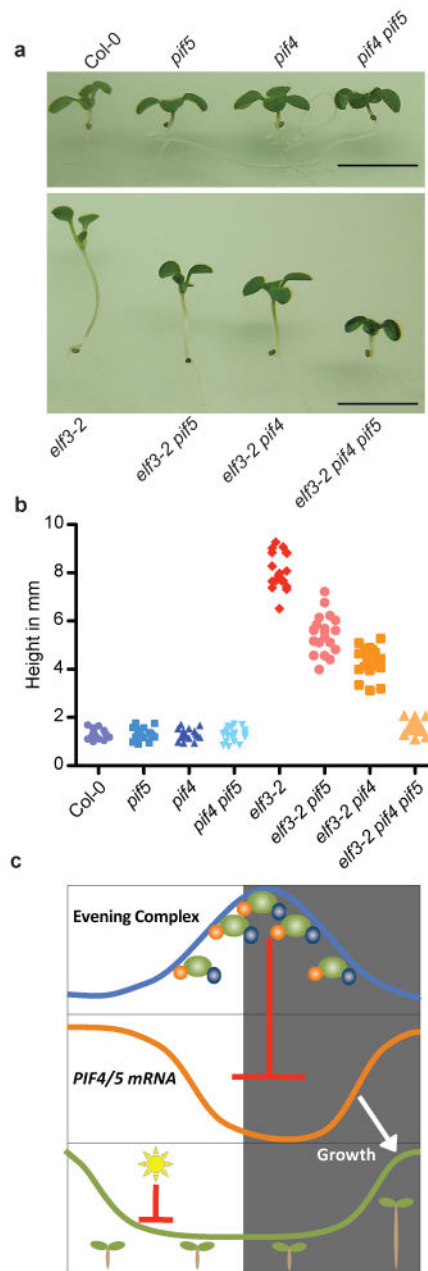 a
Col-0 pif5 pif4 pif4 pif5
elf3-2 elf3-2 pif5 elf3-2 pif4 elf3-2 pif4 pif5
b
Height in mm
10
8
6
4
2
0
Col-0 pif5 pif4 pif4 pif5 elf3-2 elf3-2 pif5 elf3-2 pif4 elf3-2 pif4 pif5
c
Evening Complex
PIF4/5 mRNA
Growth